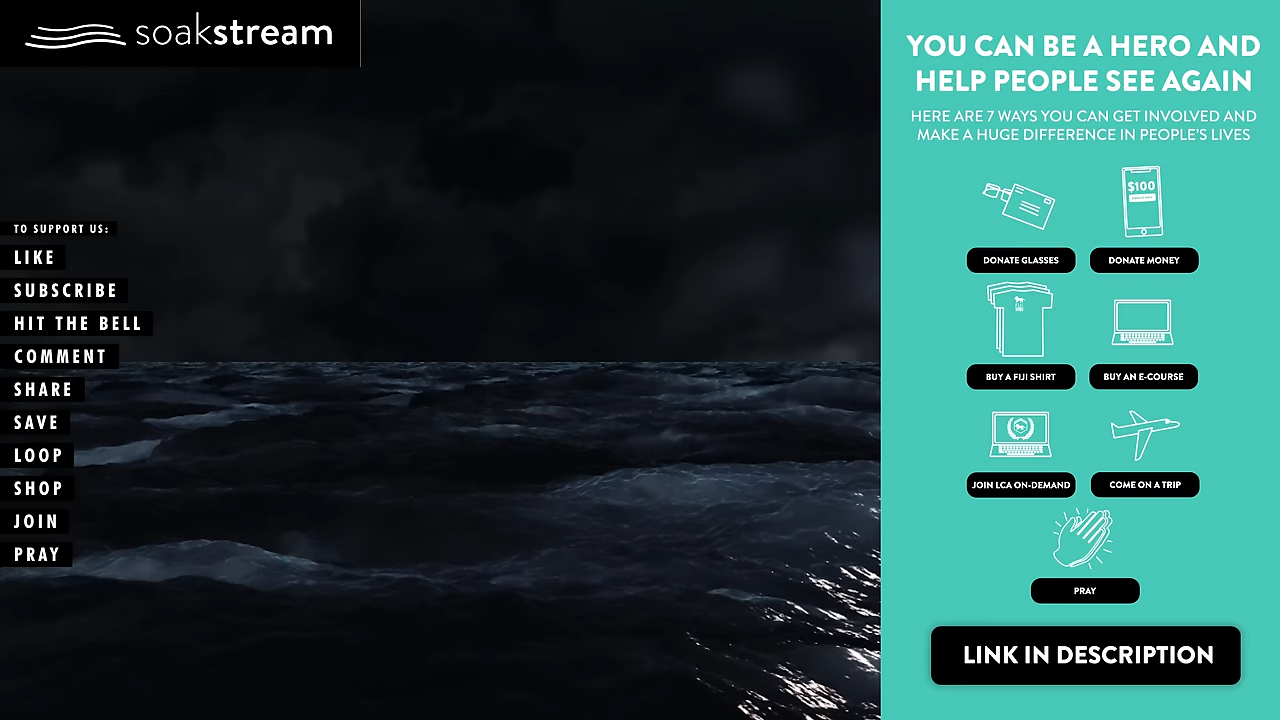 soakstream
TO SUPPORT US:
LIKE
SUBSCRIBE
HIT THE BELL
COMMENT
SHARE
SAVE
LOOP
SHOP
JOIN
PRAY
YOU CAN BE A HERO AND
HELP PEOPLE SEE AGAIN
HERE ARE 7 WAYS YOU CAN GET INVOLVED AND
MAKE A HUGE DIFFERENCE IN PEOPLE'S LIVES
$100
DONATE GLASSES
DONATE MONEY
BUY A FIJI SHIRT
BUY AN E-COURSE
JOIN LCA ON-DEMAND
COME ON A TRIP
PRAY
LINK IN DESCRIPTION